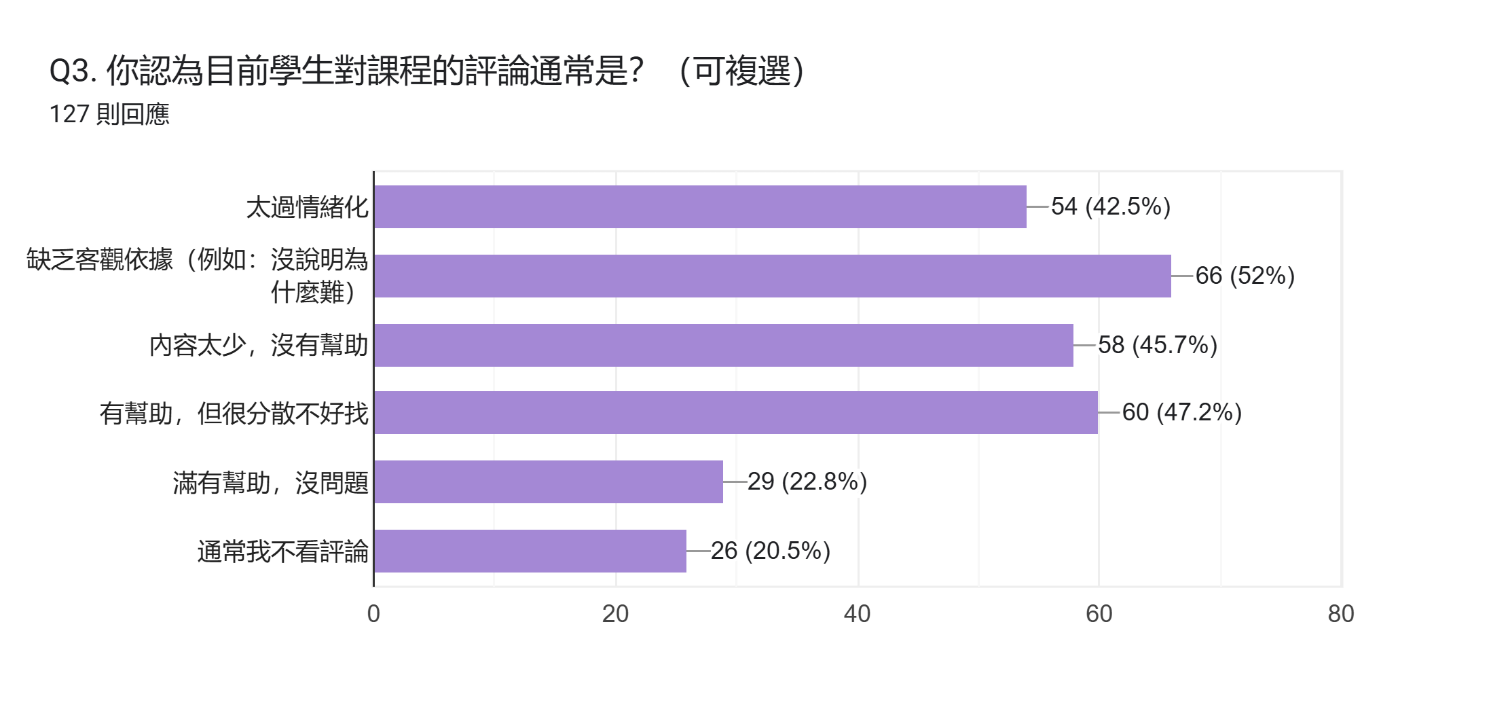 Q3. 你認為目前學生對課程的評論通常是？（可複選）
127 則回應
太過情緒化
54 (42.5%)
缺乏客觀依據（例如：沒說明為
什麼難）
66 (52%)
內容太少，沒有幫助
58 (45.7%)
有幫助，但很分散不好找
60 (47.2%)
滿有幫助，沒問題
29 (22.8%)
通常我不看評論
26 (20.5%)
0 20 40 60 80